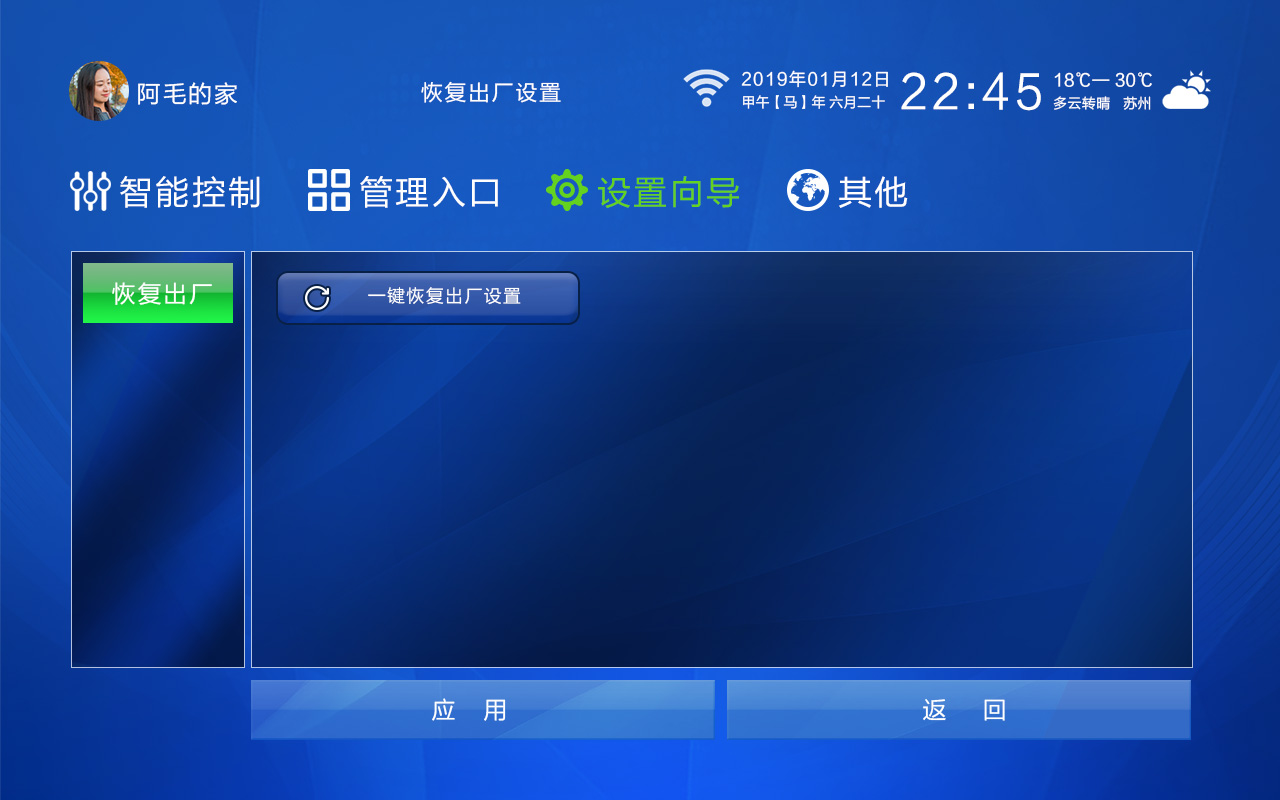 阿毛的家
恢复出厂设置
2019年01月12日
甲午【马】年 六月二十
22:45
18℃— 30℃
多云转晴 苏州
智能控制
管理入口
设置向导
其他
恢复出厂
一键恢复出厂设置
应 用
返 回